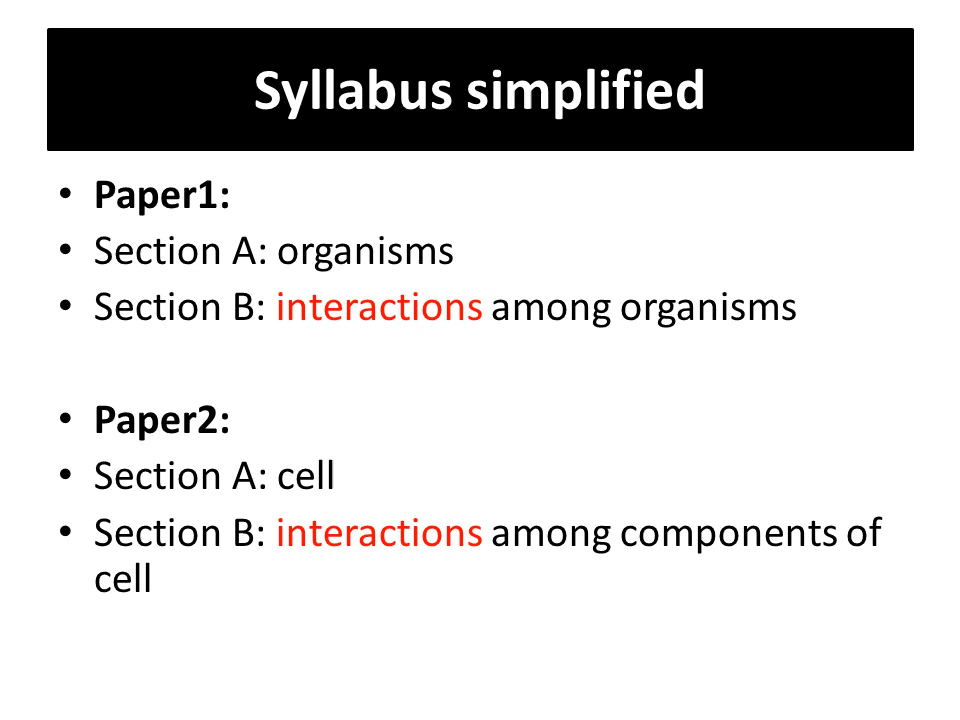 Syllabus simplified
• Paper1:
• Section A: organisms
• Section B: interactions among organisms
• Paper2:
• Section A: cell
• Section B: interactions among components of
cell